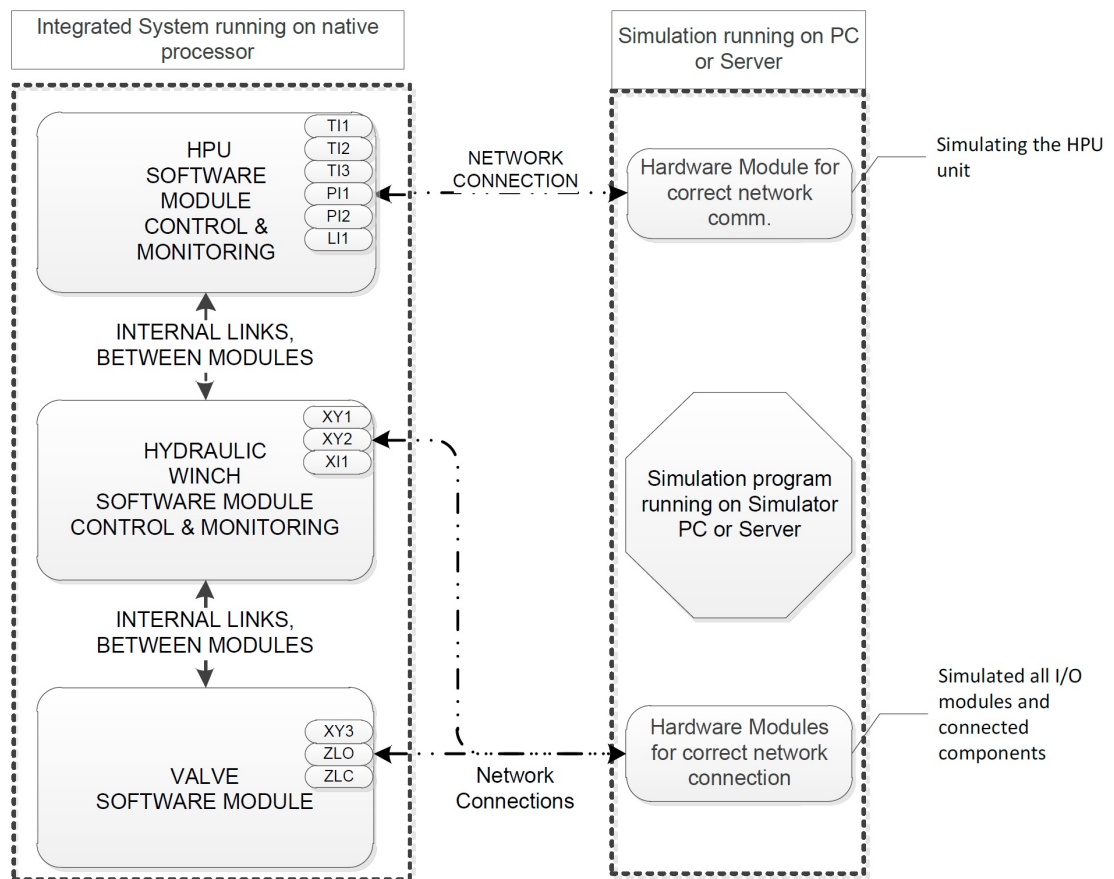 Integrated System running on native
processor
Simulation running on PC
or Server
HPU
SOFTWARE
MODULE
CONTROL &
MONITORING
TI1
TI2
TI3
PI1
PI2
LI1
NETWORK
CONNECTION
Hardware Module for
correct network
comm.
Simulating the HPU
unit
INTERNAL LINKS,
BETWEEN MODULES
HYDRAULIC
WINCH
SOFTWARE MODULE
CONTROL & MONITORING
XY1
XY2
XI1
Simulation program
running on Simulator
PC or Server
INTERNAL LINKS,
BETWEEN MODULES
VALVE
SOFTWARE MODULE
XY3
ZLO
ZLC
Network
Connections
Hardware Modules
for correct network
connection
Simulated all I/O
modules and
connected
components